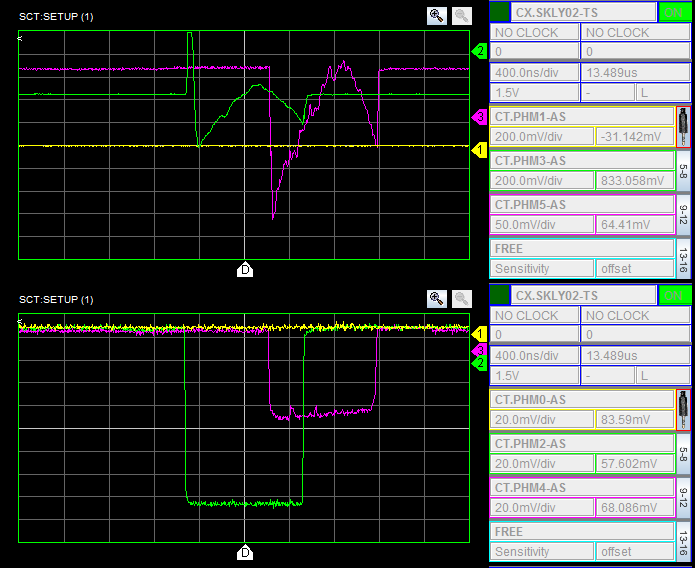 SCT:SETUP (1)
CX.SKLY02-TS ON
NO CLOCK NO CLOCK
0 0
400.0ns/div 13.489us
1.5V - L
CT.PHM1-AS
200.0mV/div -31.142mV
CT.PHM3-AS
200.0mV/div 833.058mV
CT.PHM5-AS
50.0mV/div 64.41mV
FREE
Sensitivity offset
5-8
9-12
13-16
2
3
1
D
SCT:SETUP (1)
CX.SKLY02-TS ON
NO CLOCK NO CLOCK
0 0
400.0ns/div 13.489us
1.5V - L
CT.PHM0-AS
20.0mV/div 83.59mV
CT.PHM2-AS
20.0mV/div 57.602mV
CT.PHM4-AS
20.0mV/div 68.086mV
FREE
Sensitivity offset
5-8
9-12
13-16
1
3
2
D